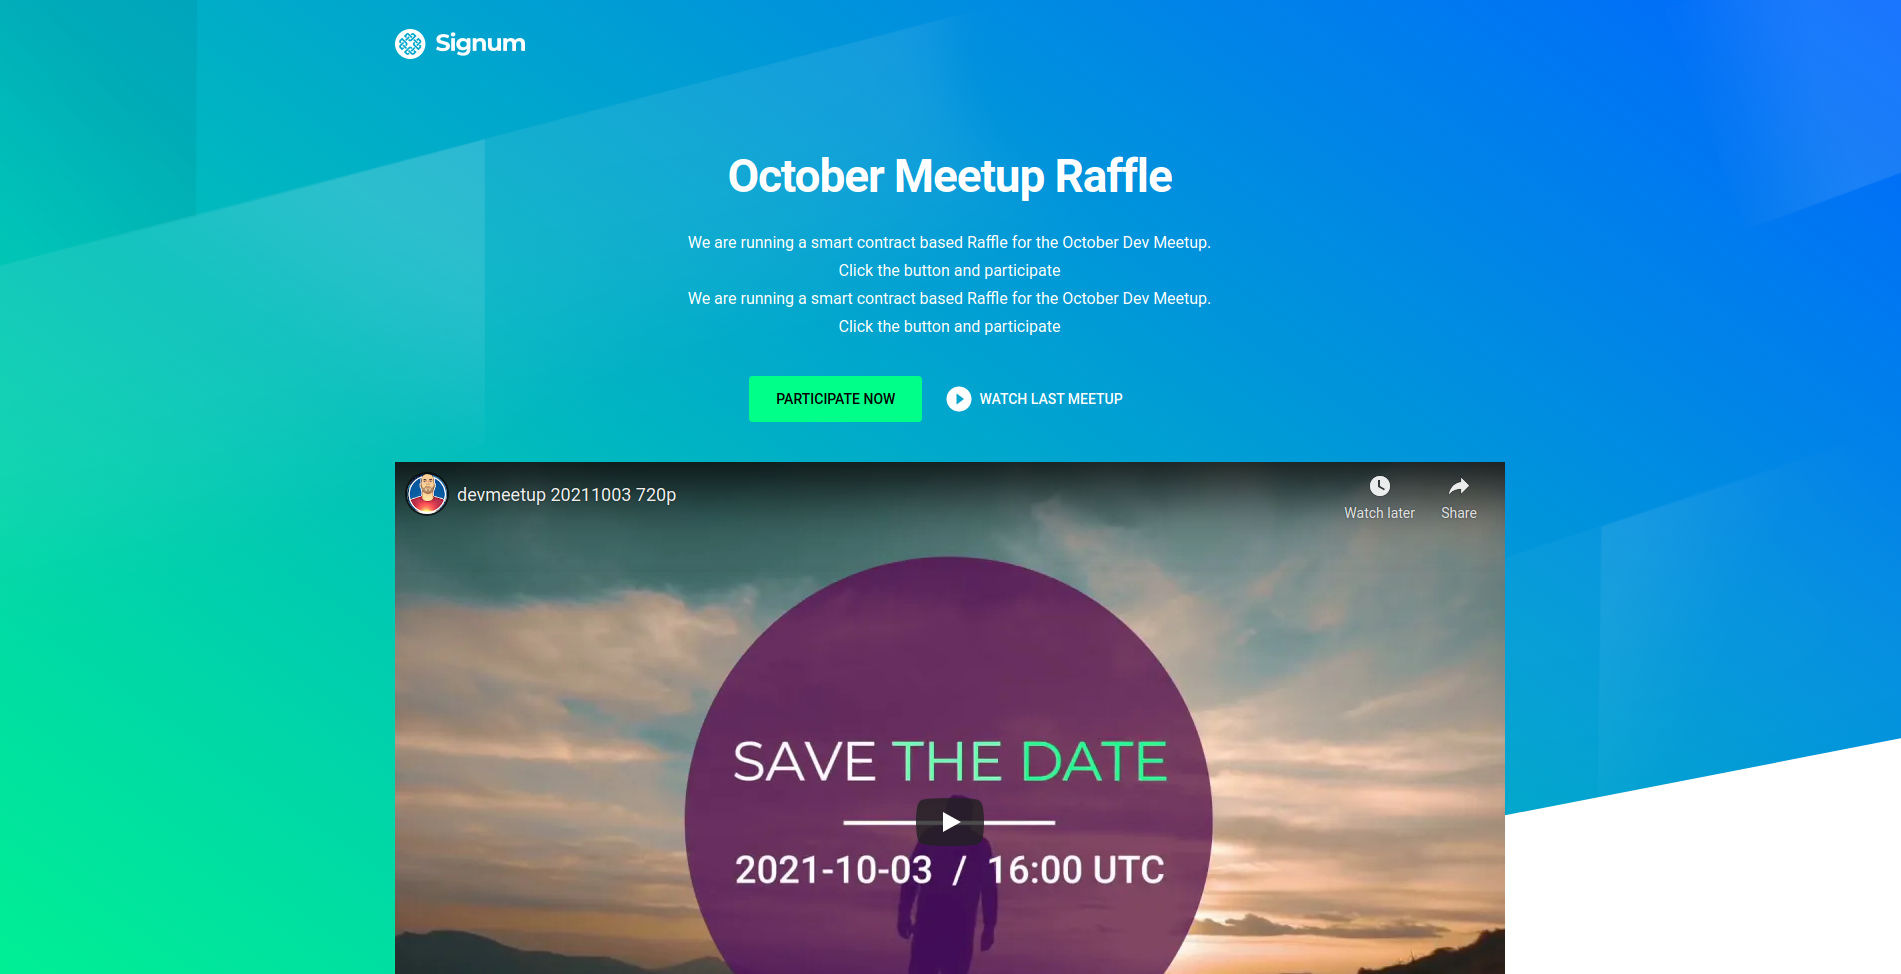 Signum
October Meetup Raffle
We are running a smart contract based Raffle for the October Dev Meetup.
Click the button and participate
We are running a smart contract based Raffle for the October Dev Meetup.
Click the button and participate
PARTICIPATE NOW
WATCH LAST MEETUP
devmeetup 20211003 720p
Watch later
Share
SAVE THE DATE
2021-10-03 / 16:00 UTC